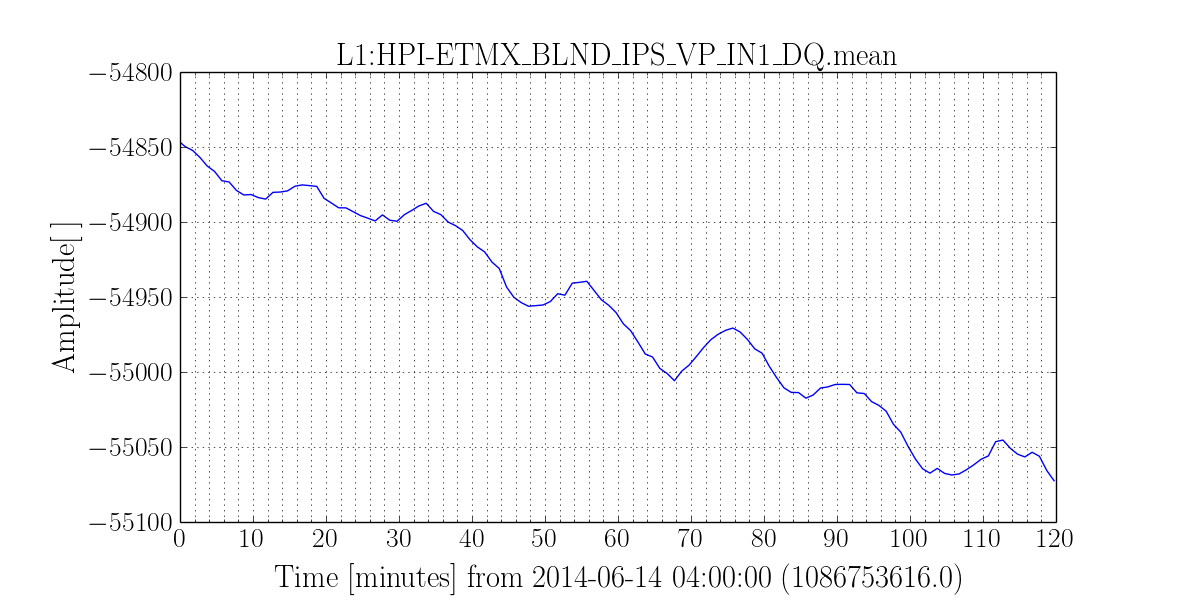 L1:HPI-ETMX_BLND_IPS_VP_IN1_DQ.mean
−54800
−54850
−54900
−54950
−55000
−55050
−55100
Amplitude[ ]
0 10 20 30 40 50 60 70 80 90 100 110 120
Time [minutes] from 2014-06-14 04:00:00 (1086753616.0)